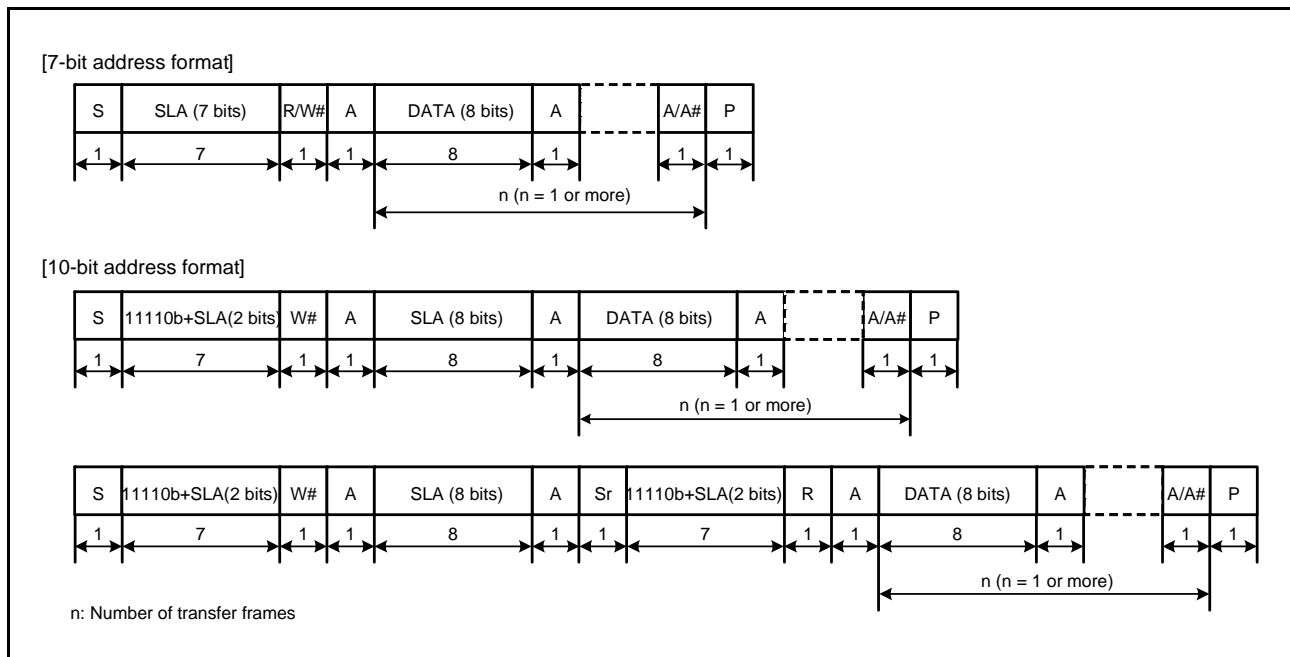 [7-bit address format]
S SLA (7 bits) R/W# A DATA (8 bits) A A/A# P
1 7 1 1 8 1 1 1
n (n = 1 or more)
[10-bit address format]
S 11110b+SLA(2 bits) W# A SLA (8 bits) A DATA (8 bits) A A/A# P
1 7 1 1 8 1 8 1 1 1
n (n = 1 or more)
S 11110b+SLA(2 bits) W# A SLA (8 bits) A Sr 11110b+SLA(2 bits) R A DATA (8 bits) A A/A# P
1 7 1 1 8 1 1 7 1 1 8 1 1 1
n (n = 1 or more)
n: Number of transfer frames